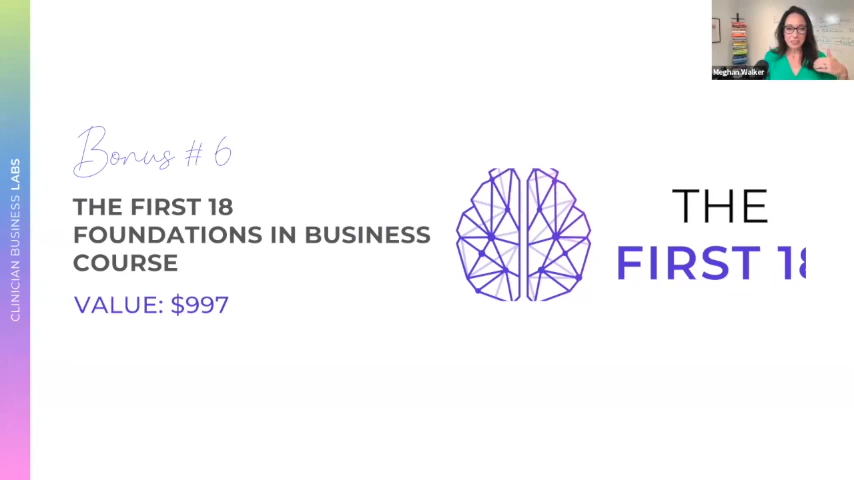 Meghan Walker
CLINICIAN BUSINESS LABS
Bonus # 6
THE FIRST 18
FOUNDATIONS IN BUSINESS
COURSE
VALUE: $997
THE
FIRST 18